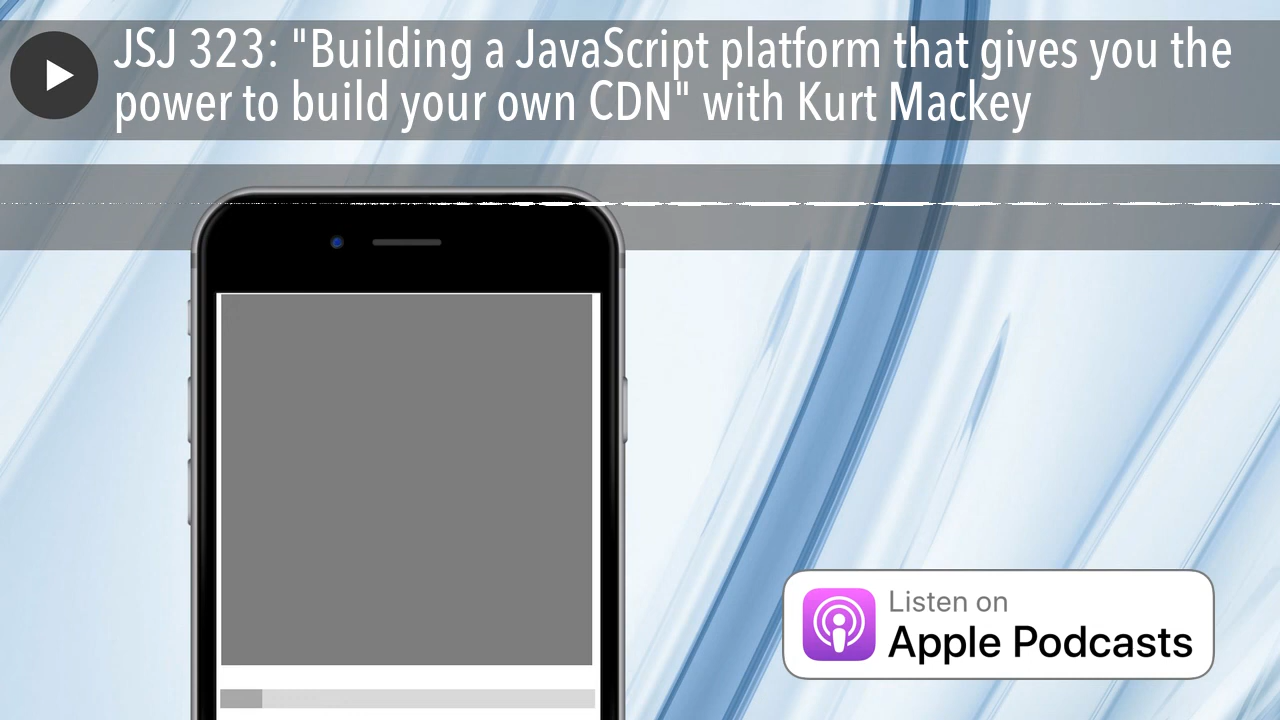 JSJ 323: "Building a JavaScript platform that gives you the
power to build your own CDN" with Kurt Mackey
Listen on
Apple Podcasts